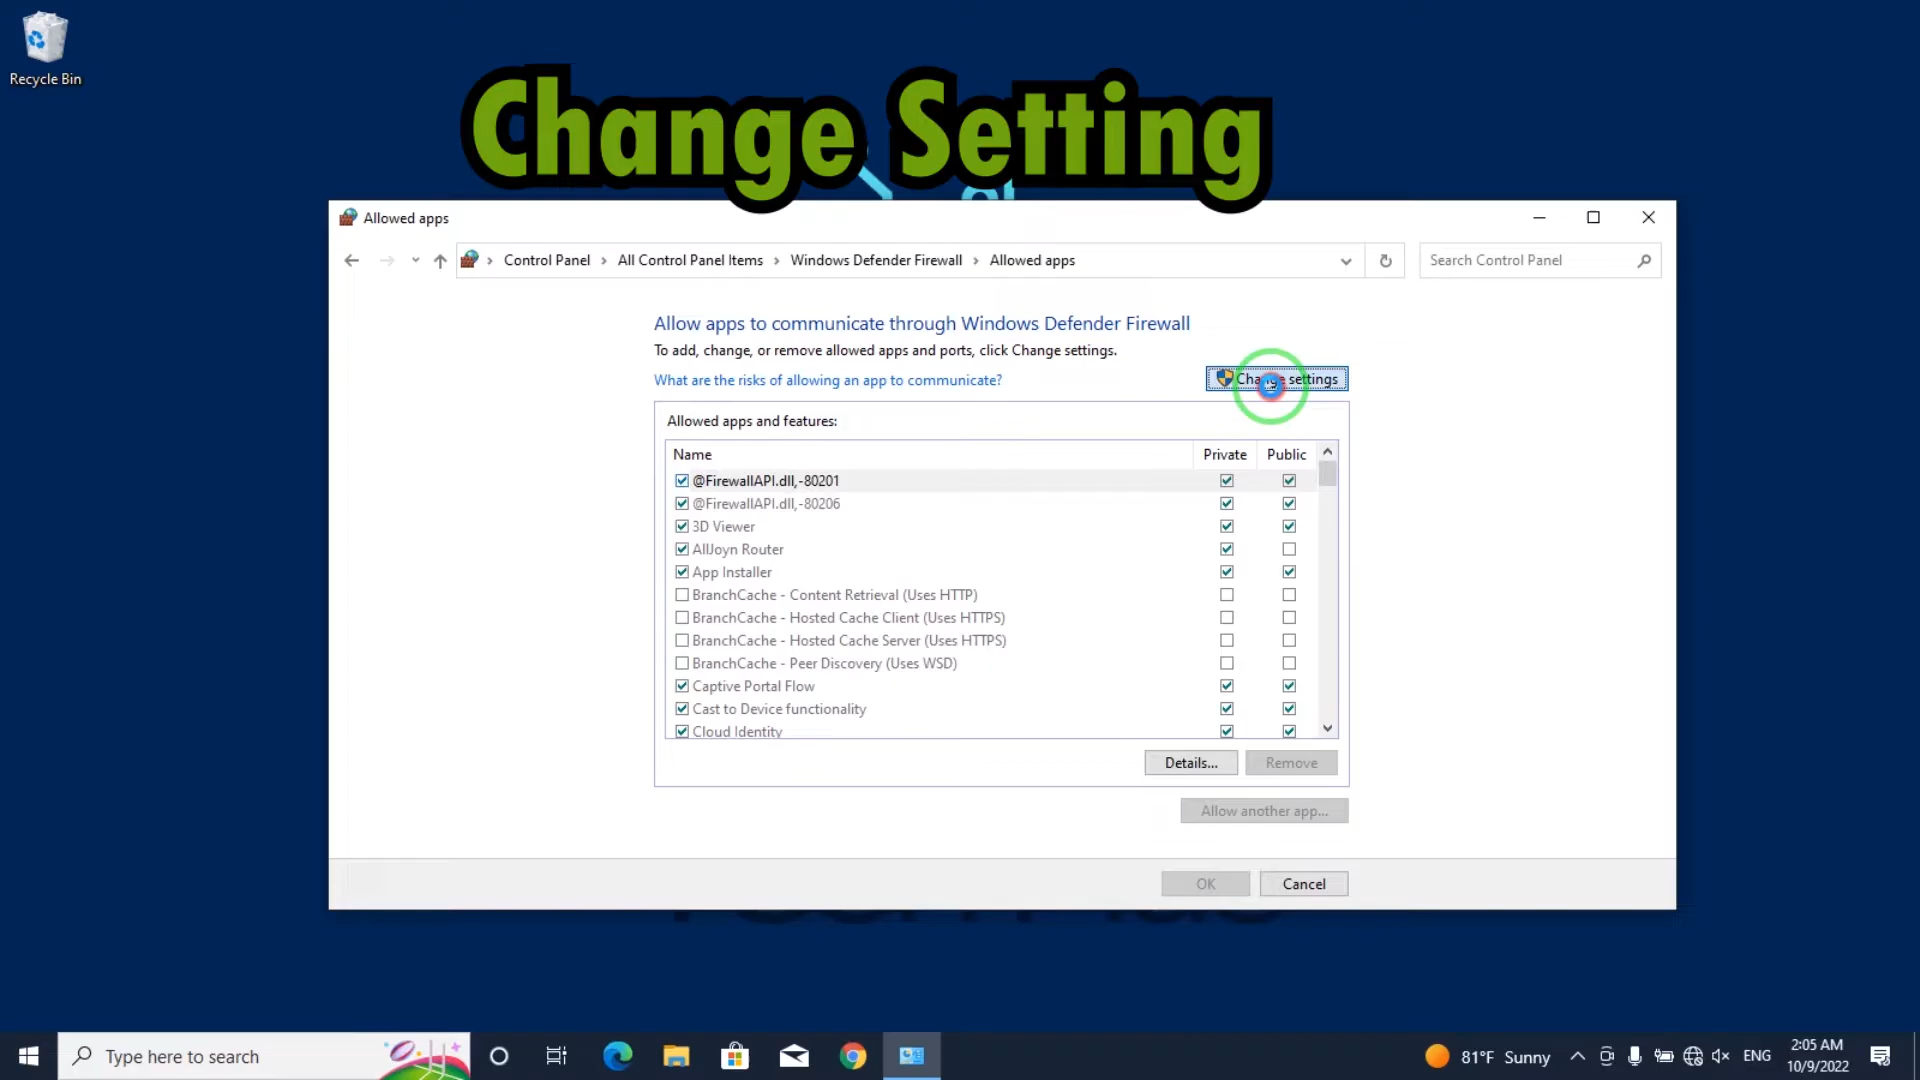 Recycle Bin
Change Setting
Allowed apps
Control Panel
All Control Panel Items
Windows Defender Firewall
Allowed apps
Search Control Panel
Allow apps to communicate through Windows Defender Firewall
To add, change, or remove allowed apps and ports, click Change settings.
What are the risks of allowing an app to communicate?
Change settings
Allowed apps and features:
Name Private Public
@FirewallAPI.dll,-80201
@FirewallAPI.dll,-80206
3D Viewer
AllJoyn Router
App Installer
BranchCache - Content Retrieval (Uses HTTP)
BranchCache - Hosted Cache Client (Uses HTTPS)
BranchCache - Hosted Cache Server (Uses HTTPS)
BranchCache - Peer Discovery (Uses WSD)
Captive Portal Flow
Cast to Device functionality
Cloud Identity
Details...
Remove
Allow another app...
OK
Cancel
Type here to search
81°F Sunny
ENG
2:05 AM
10/9/2022